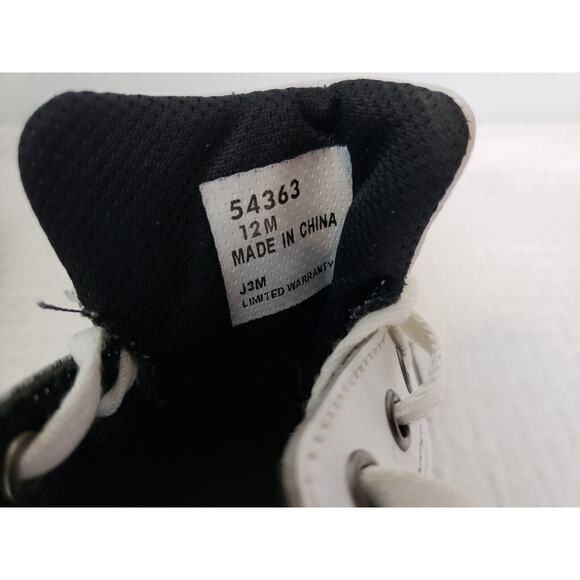 54363
12M
MADE IN CHINA
J3M
LIMITED WARRANTY